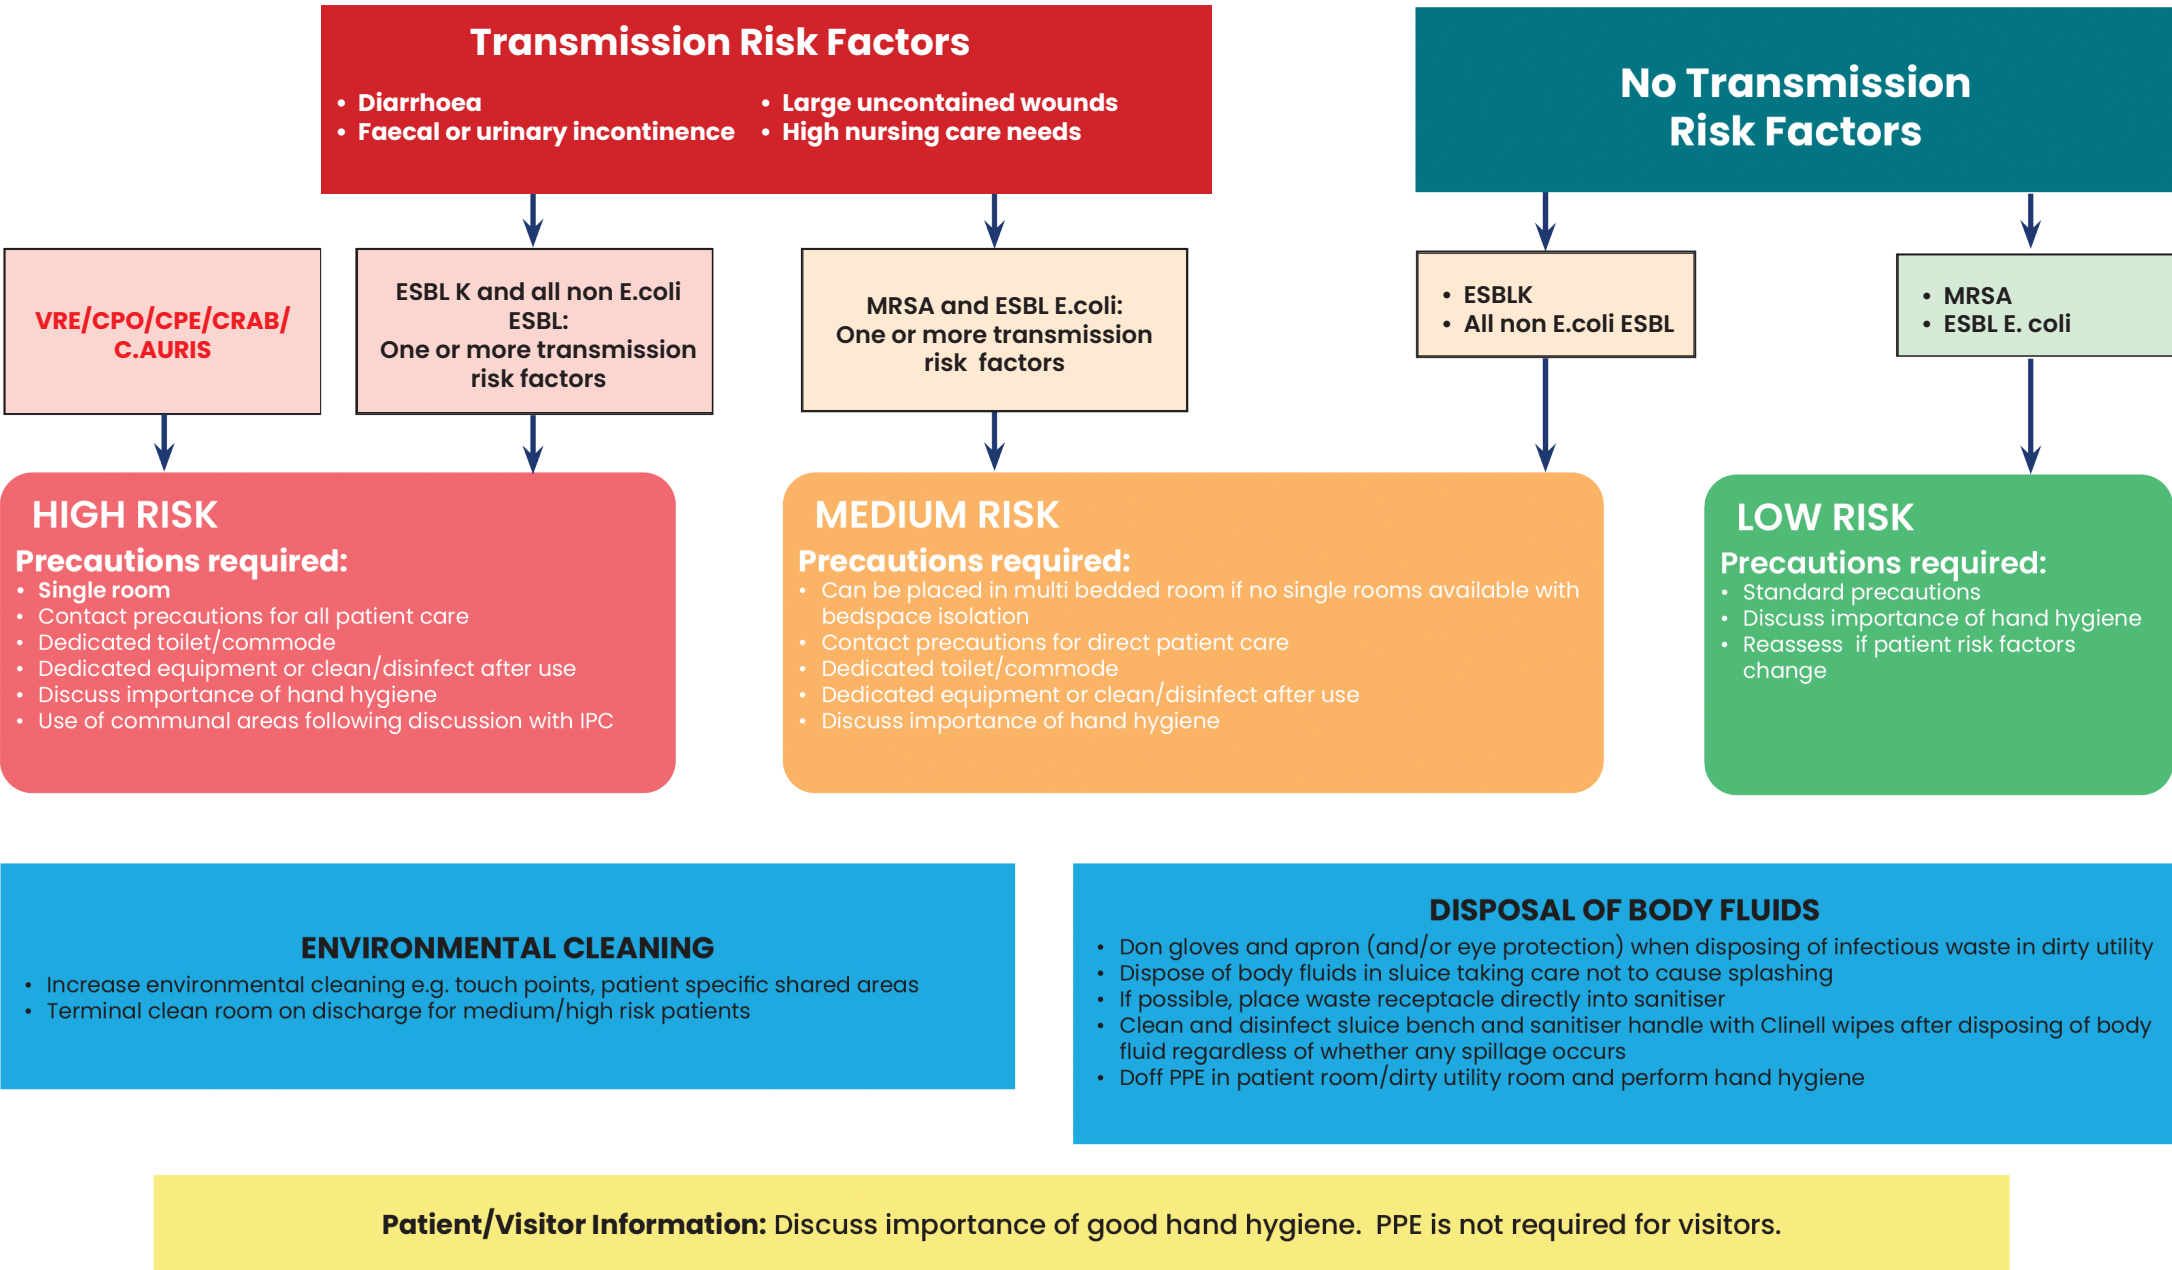 Transmission Risk Factors
• Diarrhoea
• Faecal or urinary incontinence
• Large uncontained wounds
• High nursing care needs
No Transmission
Risk Factors
VRE/CPO/CPE/CRAB/
C.AURIS
ESBL K and all non E.coli
ESBL:
One or more transmission
risk factors
MRSA and ESBL E.coli:
One or more transmission
risk factors
• ESBLK
• All non E.coli ESBL
• MRSA
• ESBL E. coli
HIGH RISK
Precautions required:
• Single room
• Contact precautions for all patient care
• Dedicated toilet/commode
• Dedicated equipment or clean/disinfect after use
• Discuss importance of hand hygiene
• Use of communal areas following discussion with IPC
MEDIUM RISK
Precautions required:
• Can be placed in multi bedded room if no single rooms available with
bedspace isolation
• Contact precautions for direct patient care
• Dedicated toilet/commode
• Dedicated equipment or clean/disinfect after use
• Discuss importance of hand hygiene
LOW RISK
Precautions required:
• Standard precautions
• Discuss importance of hand hygiene
• Reassess if patient risk factors
change
ENVIRONMENTAL CLEANING
• Increase environmental cleaning e.g. touch points, patient specific shared areas
• Terminal clean room on discharge for medium/high risk patients
DISPOSAL OF BODY FLUIDS
• Don gloves and apron (and/or eye protection) when disposing of infectious waste in dirty utility
• Dispose of body fluids in sluice taking care not to cause splashing
• If possible, place waste receptacle directly into sanitiser
• Clean and disinfect sluice bench and sanitiser handle with Clinell wipes after disposing of body
fluid regardless of whether any spillage occurs
• Doff PPE in patient room/dirty utility room and perform hand hygiene
Patient/Visitor Information: Discuss importance of good hand hygiene. PPE is not required for visitors.